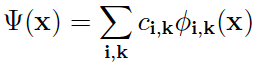 Ψ(x) = ∑_{i,k} c_{i,k} ϕ_{i,k}(x)